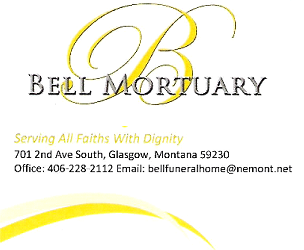 B
BELL MORTUARY
Serving All Faiths With Dignity
701 2nd Ave South, Glasgow, Montana 59230
Office: 406-228-2112 Email: bellfuneralhome@nemont.net